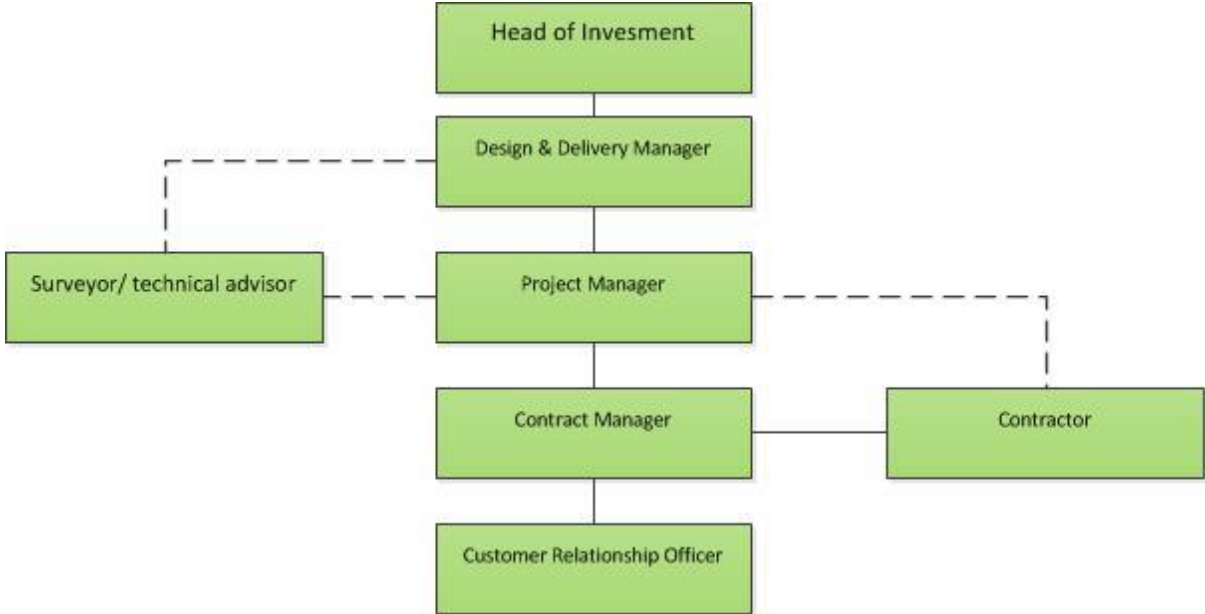 Head of Invesment
Design & Delivery Manager
Surveyor/ technical advisor
Project Manager
Contract Manager
Contractor
Customer Relationship Officer